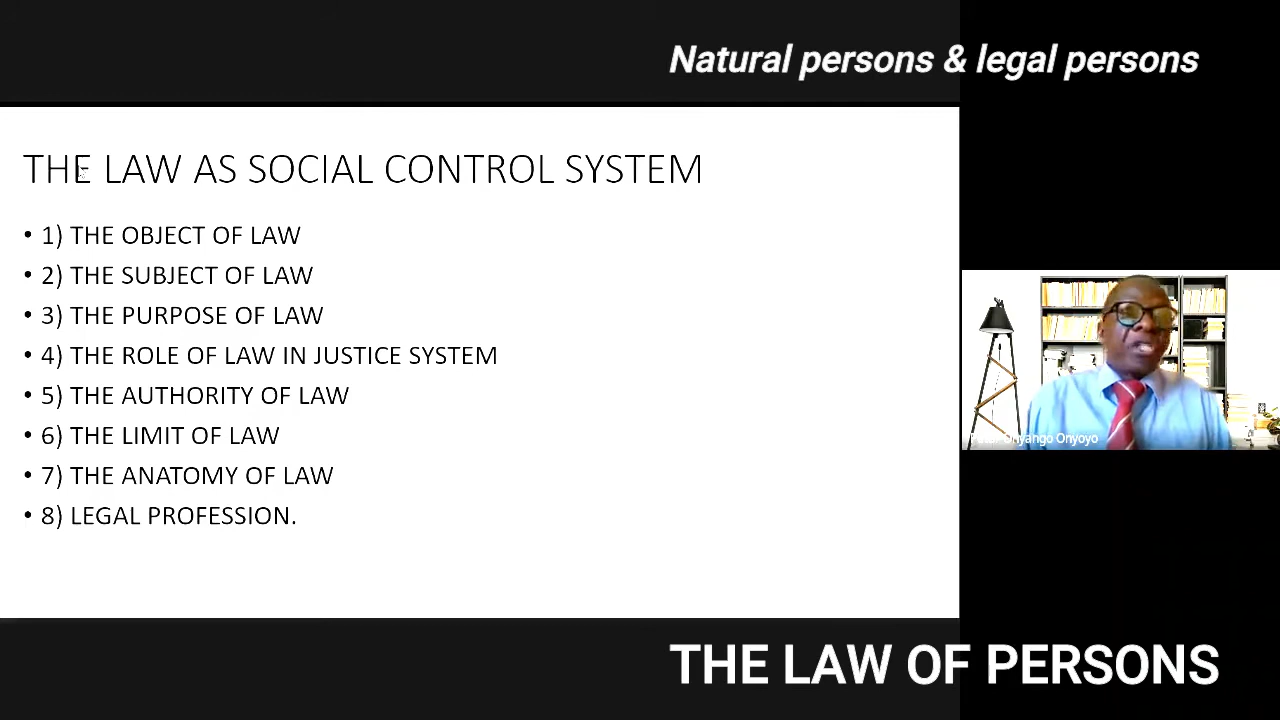 Natural persons & legal persons
THE LAW AS SOCIAL CONTROL SYSTEM
• 1) THE OBJECT OF LAW
• 2) THE SUBJECT OF LAW
• 3) THE PURPOSE OF LAW
• 4) THE ROLE OF LAW IN JUSTICE SYSTEM
• 5) THE AUTHORITY OF LAW
• 6) THE LIMIT OF LAW
• 7) THE ANATOMY OF LAW
• 8) LEGAL PROFESSION.
Peter Onyango Onyoyo
THE LAW OF PERSONS